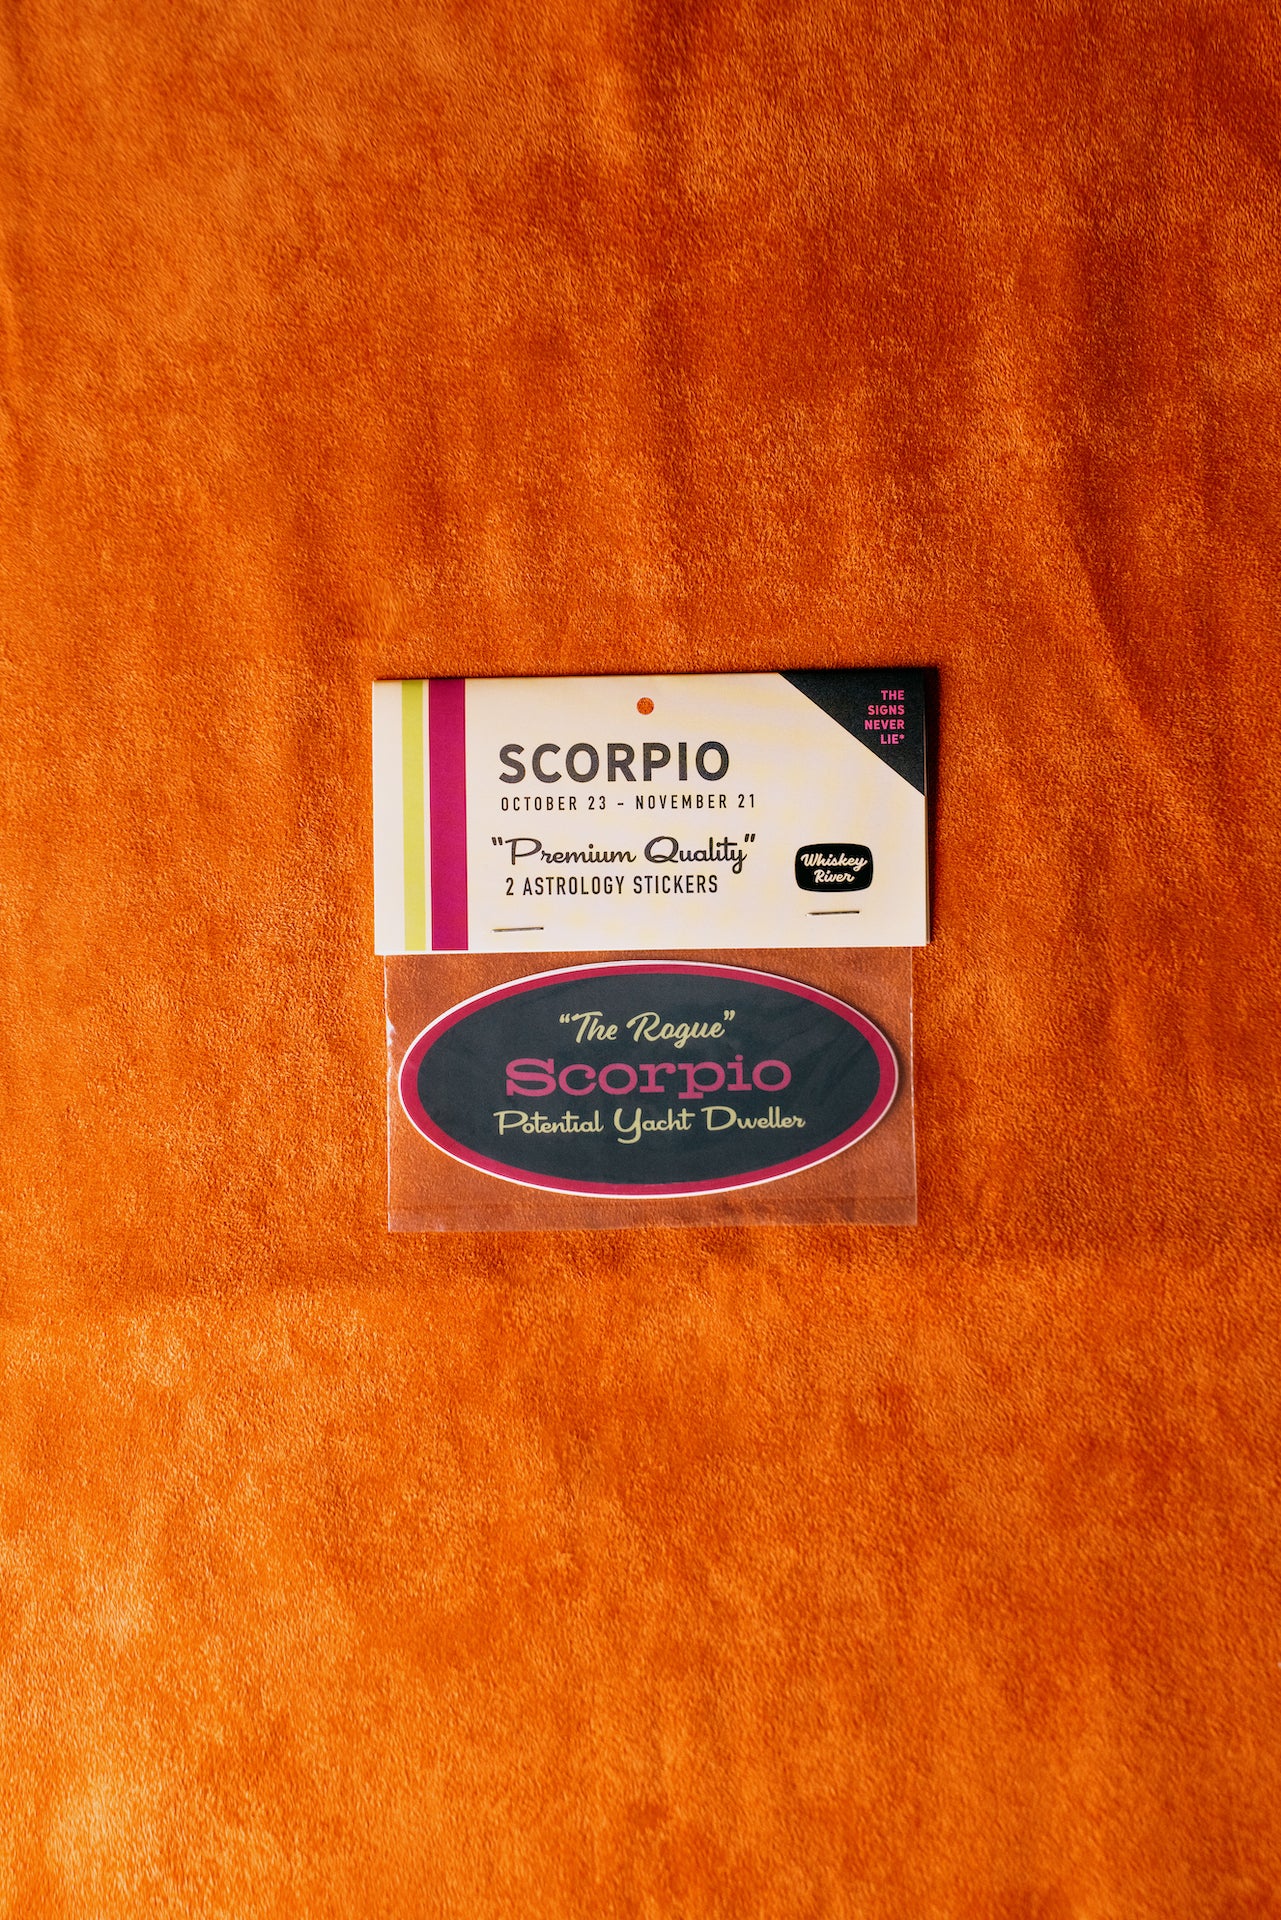 THE
SIGNS
NEVER
LIE*
SCORPIO
OCTOBER 23 - NOVEMBER 21
"Premium Quality"
2 ASTROLOGY STICKERS
Whiskey
River
"The Rogue"
Scorpio
Potential Yacht Dweller